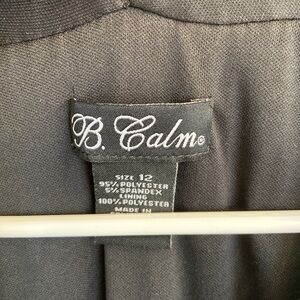 B. Calm®
SIZE 12
95% POLYESTER
5% SPANDEX
LINING
100% POLYESTER
MADE IN